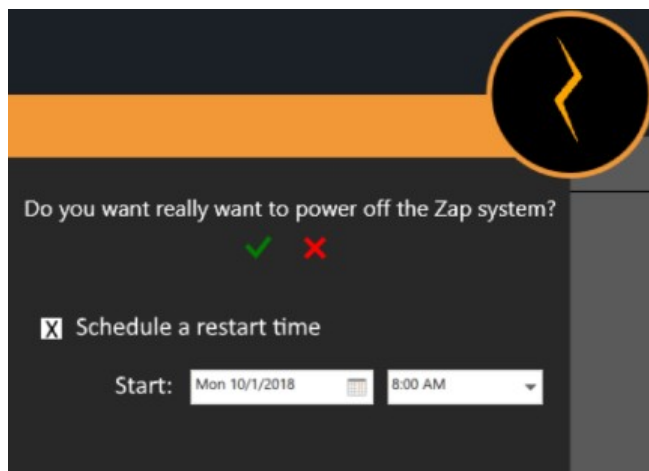 Do you want really want to power off the Zap system?
X Schedule a restart time
Start: Mon 10/1/2018 8:00 AM